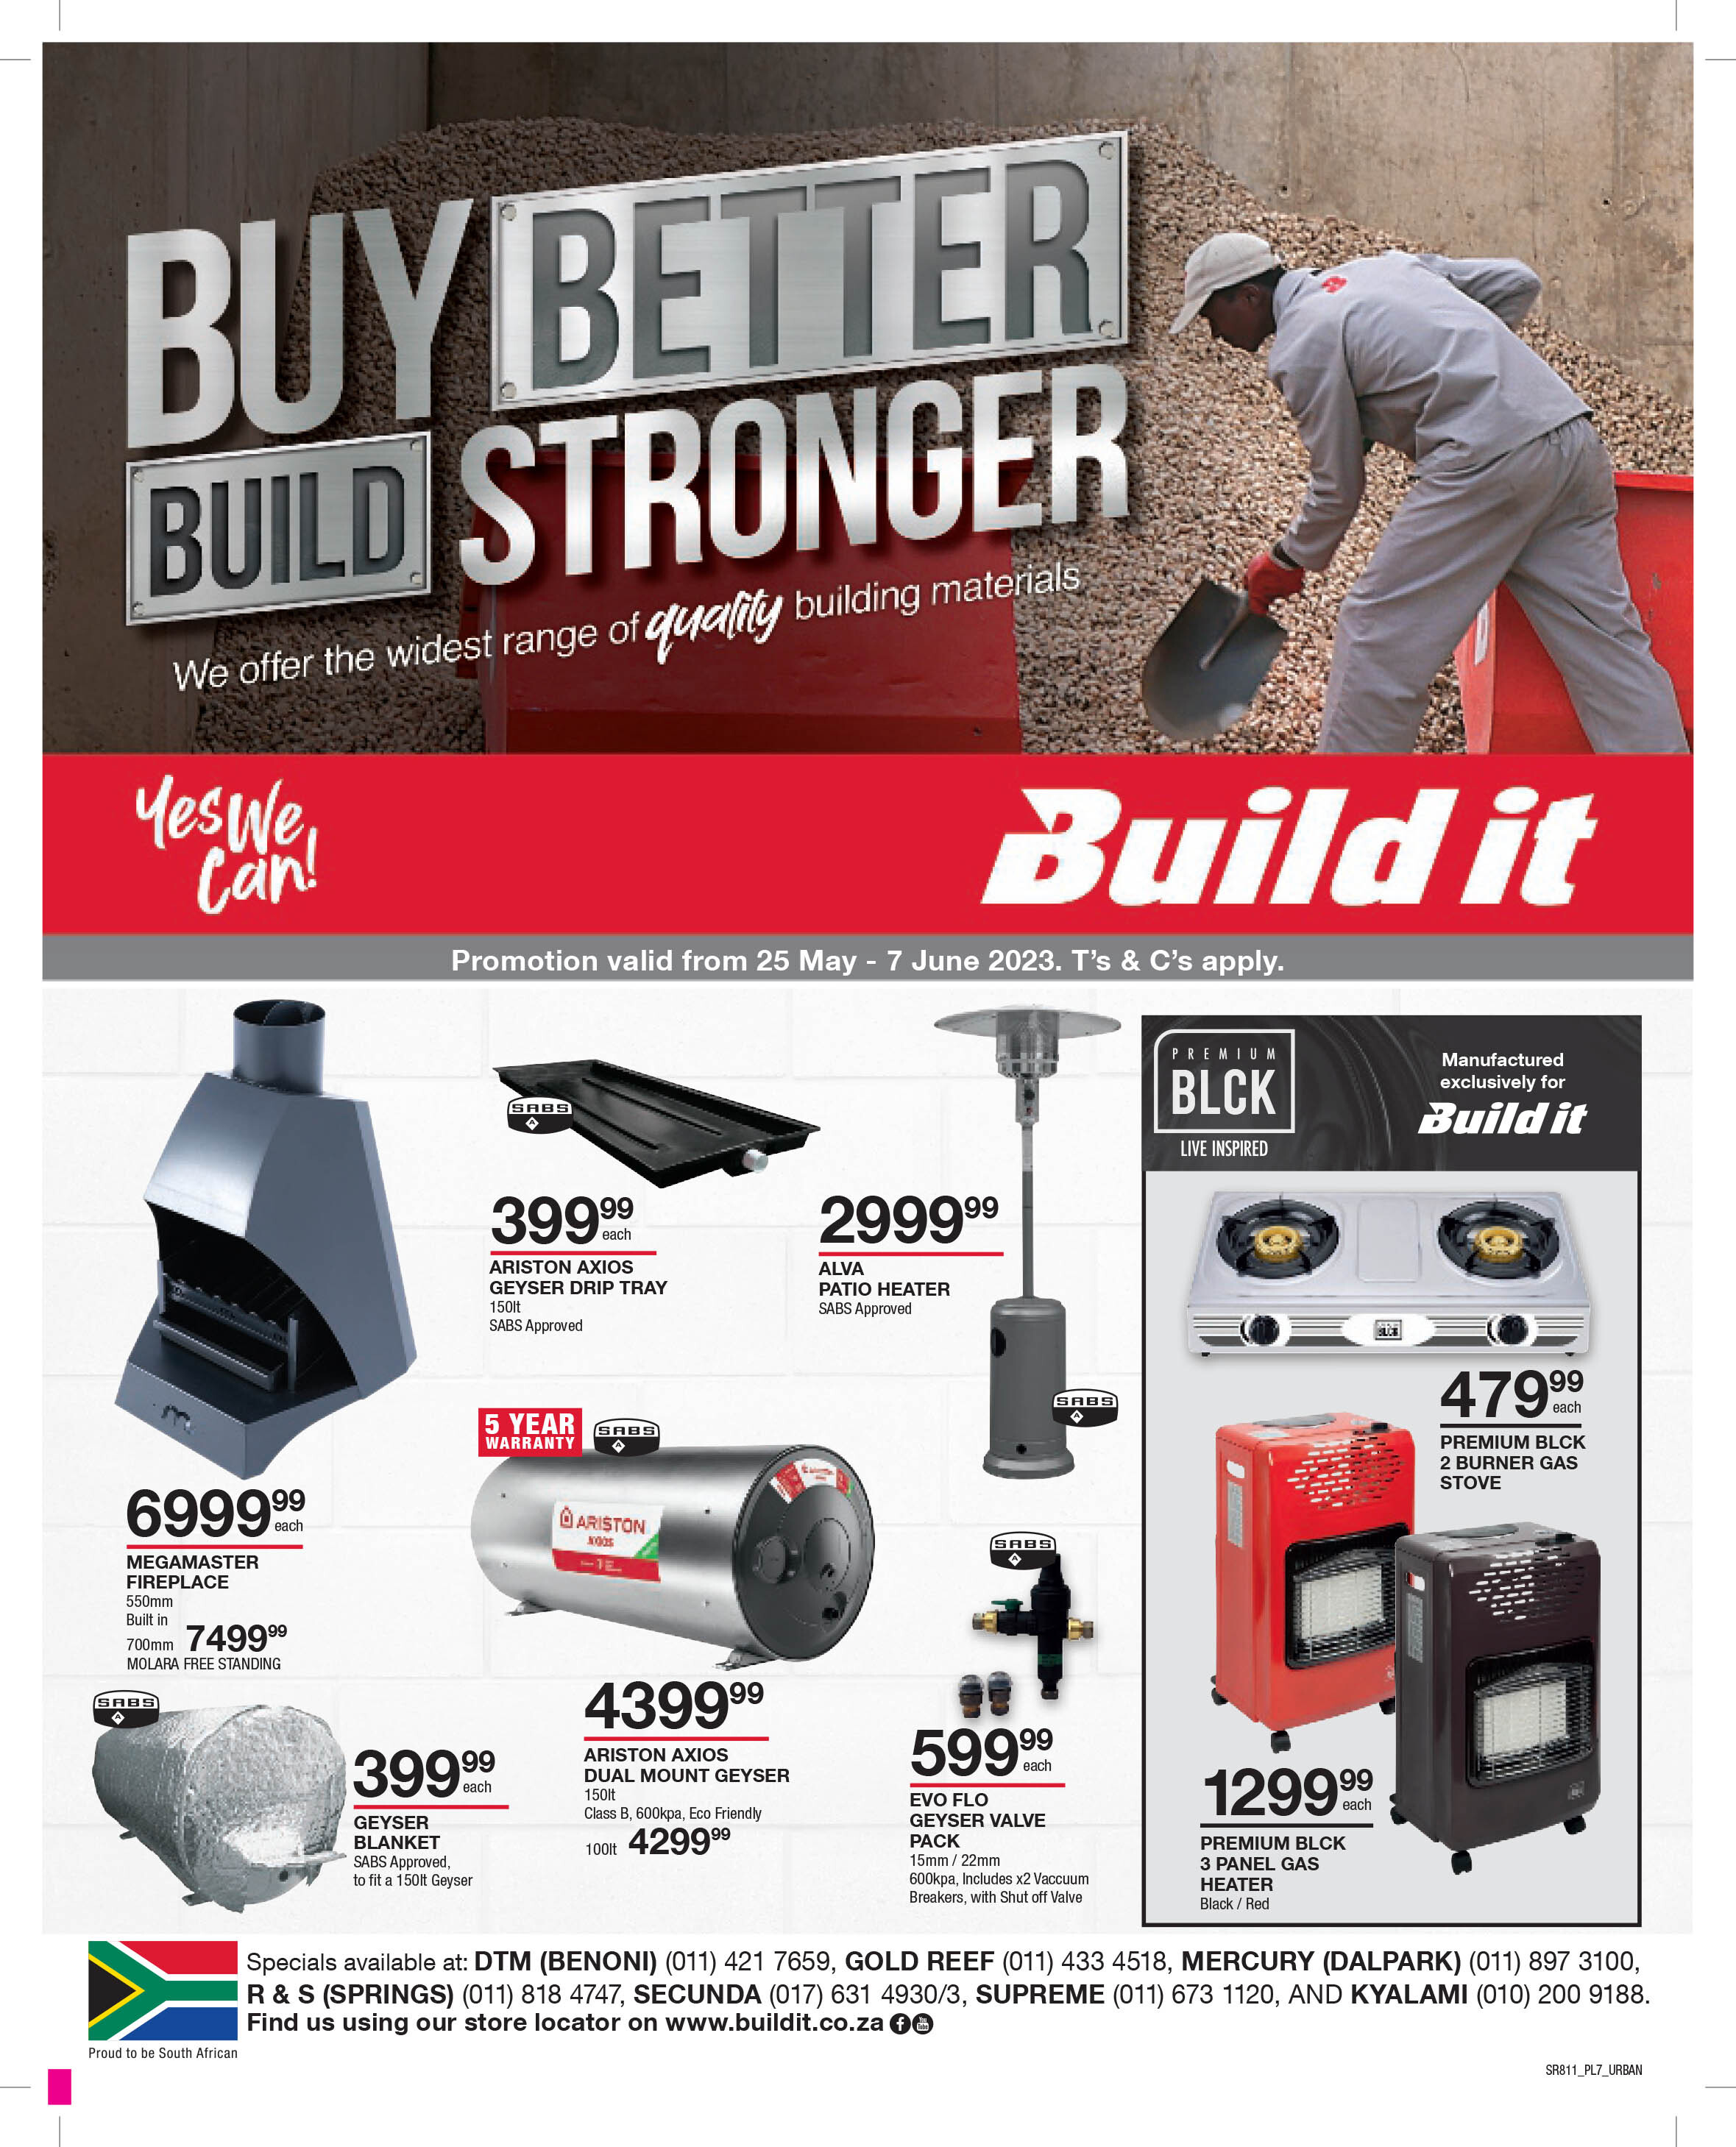 BUY BETTER
BUILD STRONGER
We offer the widest range of quality building materials
Yes We
Can!
Build it
Promotion valid from 25 May - 7 June 2023. T's & C's apply.
6999 99
each
MEGAMASTER
FIREPLACE
550mm
Built in
700mm 7499 99
MOLARA FREE STANDING
SABS
399 99
each
ARISTON AXIOS
GEYSER DRIP TRAY
150lt
SABS Approved
2999 99
ALVA
PATIO HEATER
SABS Approved
SABS
5 YEAR
WARRANTY
SABS
ARISTON
AXIOS
4399 99
ARISTON AXIOS
DUAL MOUNT GEYSER
150lt
Class B, 600kpa, Eco Friendly
100lt 4299 99
SABS
399 99
each
GEYSER
BLANKET
SABS Approved,
to fit a 150lt Geyser
SABS
599 99
each
EVO FLO
GEYSER VALVE
PACK
15mm / 22mm
600kpa, Includes x2 Vaccuum
Breakers, with Shut off Valve
PREMIUM
BLCK
LIVE INSPIRED
Manufactured
exclusively for
Build it
BLCK
479 99
each
PREMIUM BLCK
2 BURNER GAS
STOVE
1299 99
each
PREMIUM BLCK
3 PANEL GAS
HEATER
Black / Red
Specials available at: DTM (BENONI) (011) 421 7659, GOLD REEF (011) 433 4518, MERCURY (DALPARK) (011) 897 3100,
R & S (SPRINGS) (011) 818 4747, SECUNDA (017) 631 4930/3, SUPREME (011) 673 1120, AND KYALAMI (010) 200 9188.
Find us using our store locator on www.buildit.co.za
Proud to be South African
SR811_PL7_URBAN